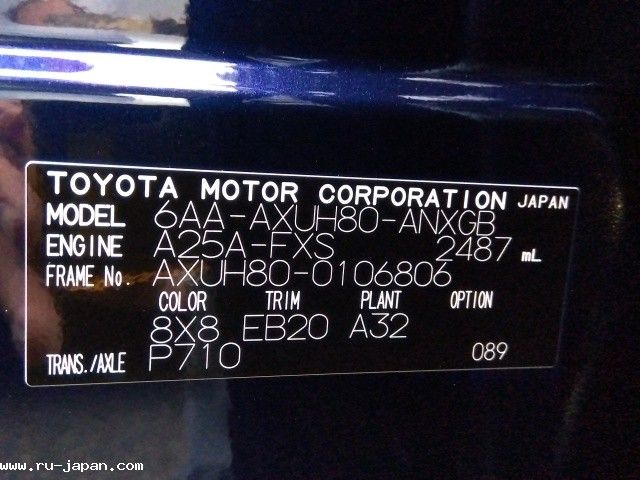 TOYOTA MOTOR CORPORATION JAPAN
MODEL 6AA-AXUH80-ANXGB
ENGINE A25A-FXS 2487 mL
FRAME No. AXUH80-0106806
COLOR TRIM PLANT OPTION
8X8 EB20 A32
TRANS./AXLE P710 089
www.ru-japan.com